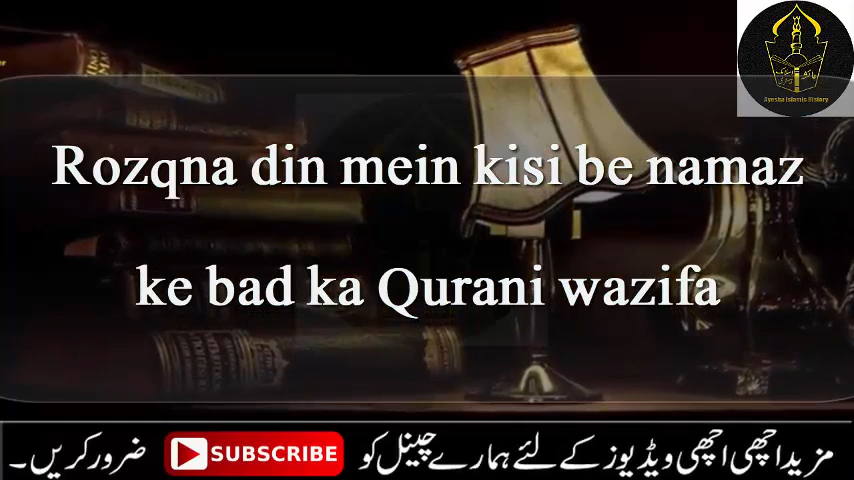 Ayesha Islamic History
Rozqna din mein kisi be namaz
ke bad ka Qurani wazifa
مزید اچھی اچھی ویڈیوز کے لئے ہمارے چینل کو SUBSCRIBE ضرور کریں۔